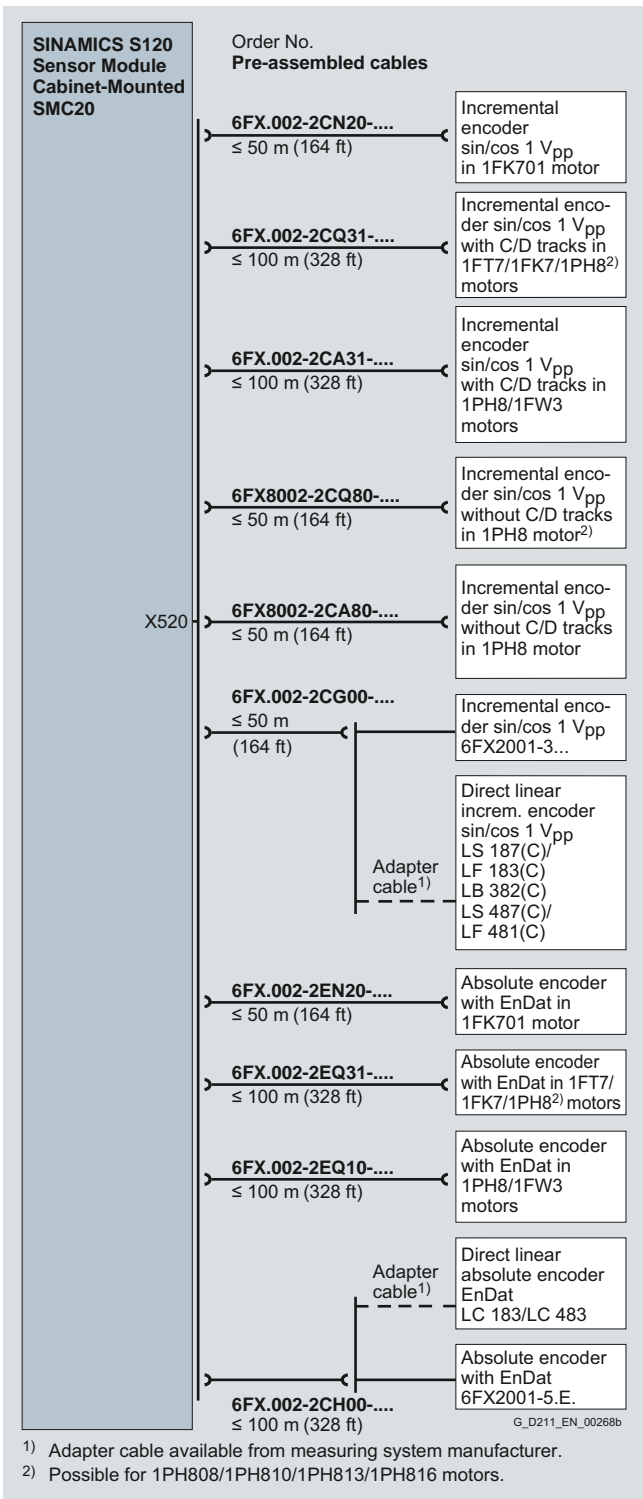 SINAMICS S120
Sensor Module
Cabinet-Mounted
SMC20
Order No.
Pre-assembled cables
6FX.002-2CN20-....
≤ 50 m (164 ft)
Incremental
encoder
sin/cos 1 Vpp
in 1FK701 motor
6FX.002-2CQ31-....
≤ 100 m (328 ft)
Incremental enco-
der sin/cos 1 Vpp
with C/D tracks in
1FT7/1FK7/1PH8²⁾
motors
6FX.002-2CA31-....
≤ 100 m (328 ft)
Incremental
encoder
sin/cos 1 Vpp
with C/D tracks in
1PH8/1FW3
motors
6FX8002-2CQ80-....
≤ 50 m (164 ft)
Incremental enco-
der sin/cos 1 Vpp
without C/D tracks
in 1PH8 motor²⁾
X520
6FX8002-2CA80-....
≤ 50 m (164 ft)
Incremental enco-
der sin/cos 1 Vpp
without C/D tracks
in 1PH8 motor
6FX.002-2CG00-....
≤ 50 m
(164 ft)
Incremental enco-
der sin/cos 1 Vpp
6FX2001-3...
Adapter
cable¹⁾
Direct linear
increm. encoder
sin/cos 1 Vpp
LS 187(C)/
LF 183(C)
LB 382(C)
LS 487(C)/
LF 481(C)
6FX.002-2EN20-....
≤ 50 m (164 ft)
Absolute encoder
with EnDat in
1FK701 motor
6FX.002-2EQ31-....
≤ 100 m (328 ft)
Absolute encoder
with EnDat in 1FT7/
1FK7/1PH8²⁾ motors
6FX.002-2EQ10-....
≤ 100 m (328 ft)
Absolute encoder
with EnDat in
1PH8/1FW3
motors
Adapter
cable¹⁾
Direct linear
absolute encoder
EnDat
LC 183/LC 483
6FX.002-2CH00-....
≤ 100 m (328 ft)
Absolute encoder
with EnDat
6FX2001-5.E.
G_D211_EN_00268b
¹⁾ Adapter cable available from measuring system manufacturer.
²⁾ Possible for 1PH808/1PH810/1PH813/1PH816 motors.